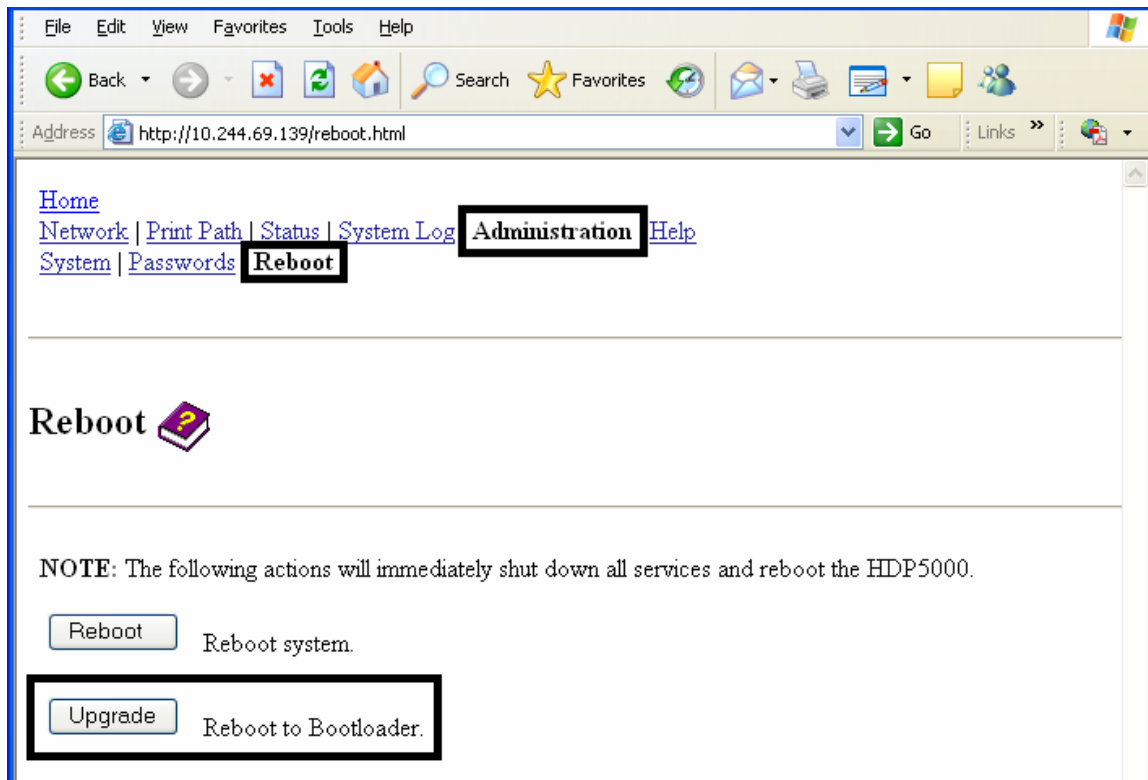 File Edit View Favorites Tools Help
Back Search Favorites
Address http://10.244.69.139/reboot.html Go Links »
Home
Network | Print Path | Status | System Log Administration Help
System | Passwords Reboot
Reboot ?
NOTE: The following actions will immediately shut down all services and reboot the HDP5000.
Reboot Reboot system.
Upgrade Reboot to Bootloader.